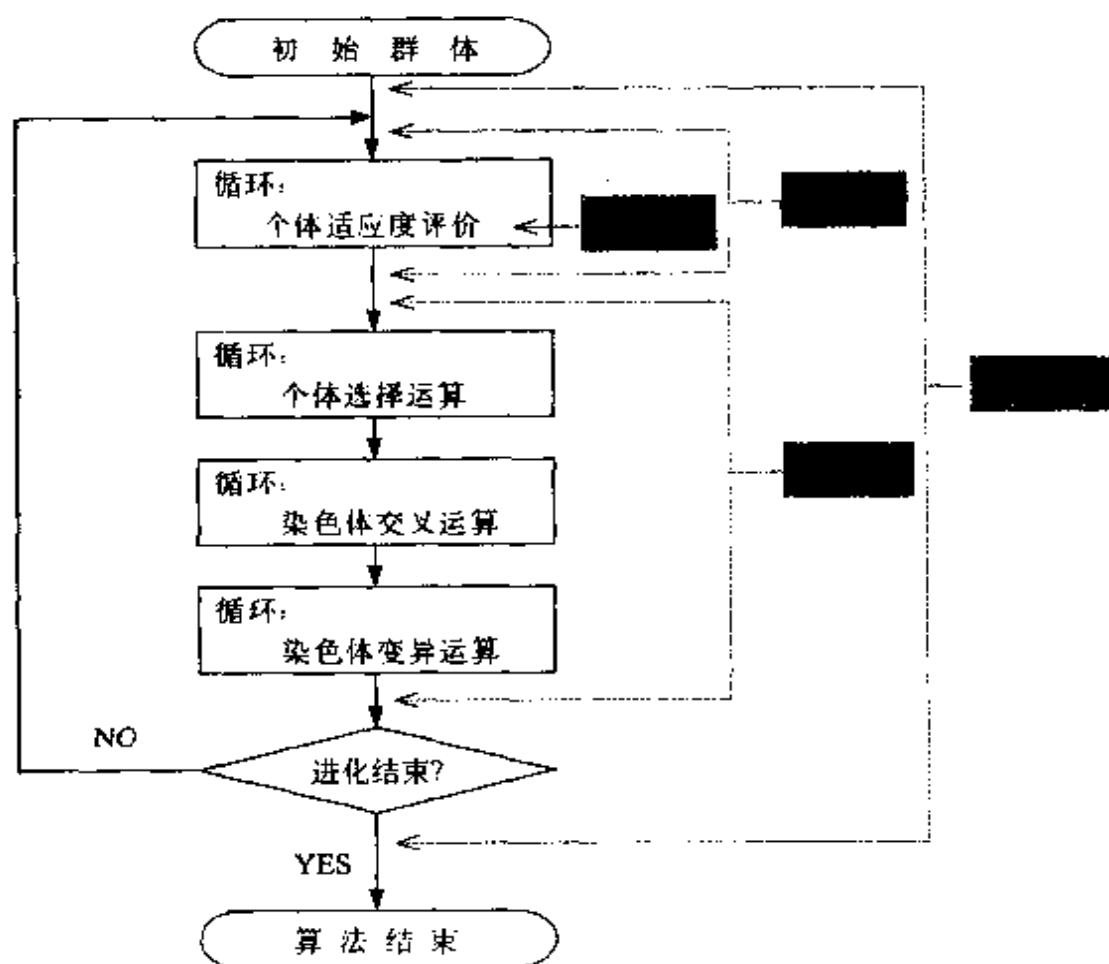 初始群体
循环:
个体适应度评价
循环:
个体选择运算
循环:
染色体交叉运算
循环:
染色体变异运算
NO
进化结束?
YES
算法结束